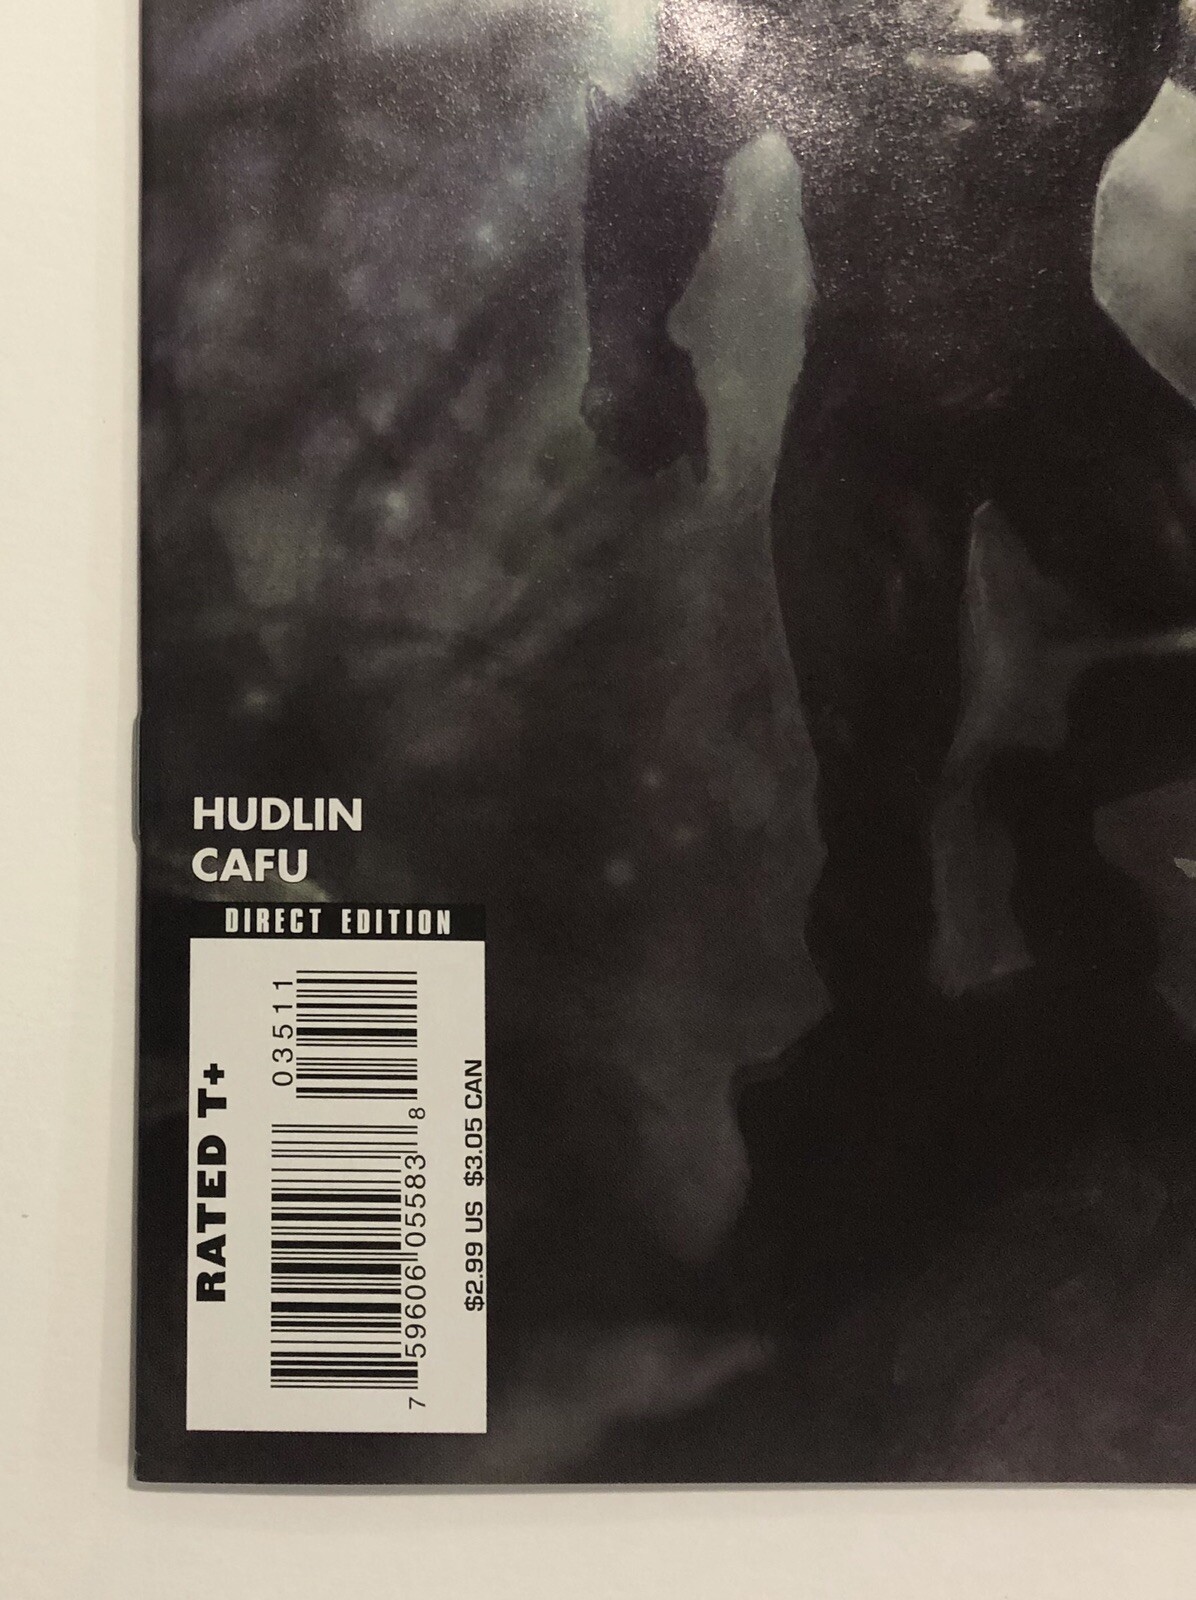 HUDLIN
CAFU
DIRECT EDITION
RATED T+
03511
7 59606 05583 8
$2.99 US $3.05 CAN